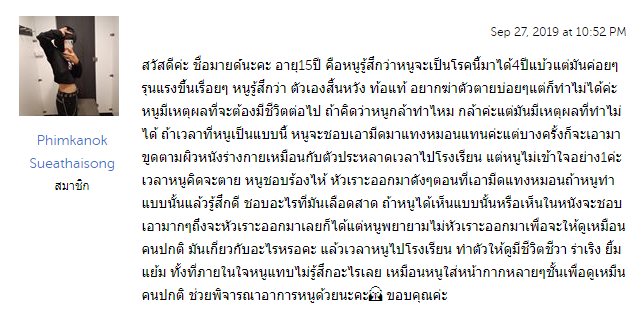 Sep 27, 2019 at 10:52 PM
Phimkanok
Sueathaisong
สมาชิก
สวัสดีค่ะ ชื่อมายด์นะคะ อายุ15ปี คือหนูรู้สึกว่าหนูจะเป็นโรคนี้มาได้4ปีแบ้วแต่มันค่อยๆ
รุนแรงขึ้นเรื่อยๆ หนูรู้สึกว่า ตัวเองสิ้นหวัง ท้อแท้ อยากฆ่าตัวตายบ่อยๆแต่ก็ทำไม่ได้ค่ะ
หนูมีเหตุผลที่จะต้องมีชีวิตต่อไป ถ้าคิดว่าหนูกล้าทำไหม กล้าค่ะแต่มันมีเหตุผลที่ทำไม่
ได้ ถ้าเวลาที่หนูเป็นแบบนี้ หนูจะชอบเอามืดมาแทงหมอนแทนค่ะแต่บางครั้งก็จะเอามา
ขูดตามผิวหนังร่างกายเหมือนกับตัวประหลาดเวลาไปโรงเรียน แต่หนูไม่เข้าใจอย่าง1ค่ะ
เวลาหนูคิดจะตาย หนูชอบร้องไห้ หัวเราะออกมาดังๆตอนที่เอามีดแทงหมอนถ้าหนูทำ
แบบนั้นแล้วรู้สึกดี ชอบอะไรที่มันเลือดสาด ถ้าหนูได้เห็นแบบนั้นหรือเห็นในหนังจะชอบ
เอามากๆถึงจะหัวเราะออกมาเลยก็ได้แต่หนูพยายามไม่หัวเราะออกมาเพื่อจะให้ดูเหมือน
คนปกติ มันเกี่ยวกับอะไรหรอคะ แล้วเวลาหนูไปโรงเรียน ทำตัวให้ดูมีชีวิตชีวา ร่าเริง ยิ้ม
แย้ม ทั้งที่ภายในใจหนูแทบไม่รู้สึกอะไรเลย เหมือนหนูใส่หน้ากากหลายๆชั้นเพื่อดูเหมือน
คนปกติ ช่วยพิจารณาอาการหนูด้วยนะคะ ขอบคุณค่ะ